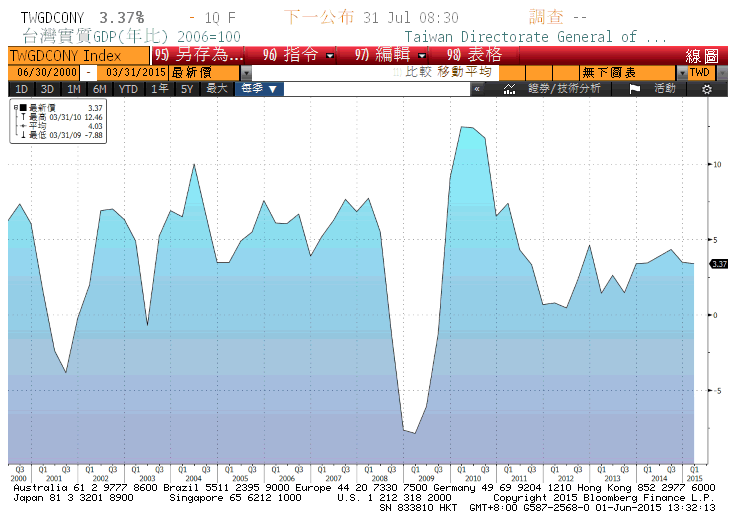 TWGDCONY 3.37% - 1Q F 下一公布 31 Jul 08:30 調查 --
台灣實質GDP(年比) 2006=100 Taiwan Directorate General of ...
TWGDCONY Index 95) 另存為... 96) 指令 97) 編輯 98) 表格 線圖
06/30/2000 - 03/31/2015 最新價 比較 移動平均 無下圖表 TWD
1D 3D 1M 6M YTD 1年 5Y 最大 每季 ▼ « 證券/技術分析 活動
最新價 3.37
最高 03/31/10 12.46
平均 4.03
最低 03/31/09 -7.88
10
5
3.37
0
-5
Q3 Q1 Q3 Q1 Q3 Q1 Q3 Q1 Q3 Q1 Q3 Q1 Q3 Q1 Q3 Q1 Q3 Q1 Q3 Q1 Q3 Q1 Q3 Q1 Q3 Q1 Q3 Q1 Q3 Q1
2000 2001 2002 2003 2004 2005 2006 2007 2008 2009 2010 2011 2012 2013 2014 2015
Australia 61 2 9777 8600 Brazil 5511 2395 9000 Europe 44 20 7330 7500 Germany 49 69 9204 1210 Hong Kong 852 2977 6000
Japan 81 3 3201 8900 Singapore 65 6212 1000 U.S. 1 212 318 2000 Copyright 2015 Bloomberg Finance L.P.
SN 833810 HKT GMT+8:00 G587-2568-0 01-Jun-2015 13:32:13